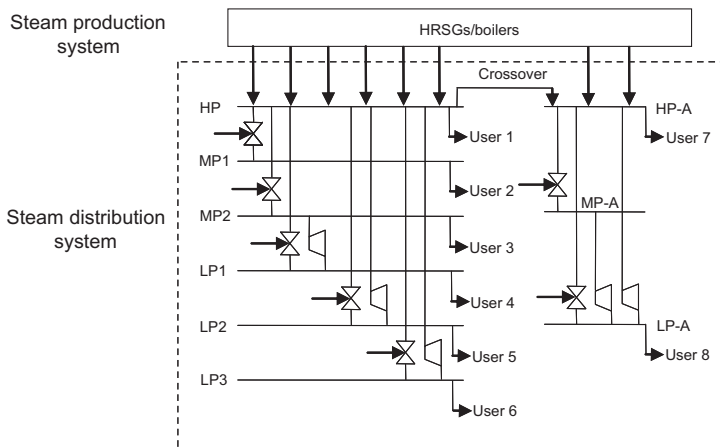 Steam production
system
HRSGs/boilers
Crossover
HP
HP-A
User 1
User 7
MP1
User 2
MP-A
Steam distribution
system
MP2
User 3
LP1
User 4
LP2
LP-A
User 5
User 8
LP3
User 6